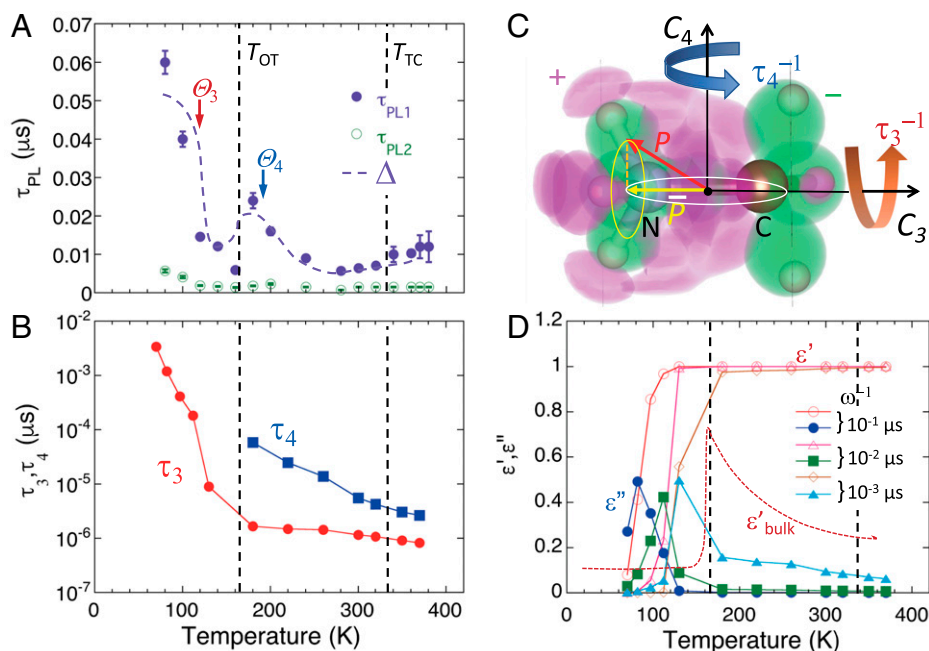 A
0.07
0.06
0.05
0.04
0.03
0.02
0.01
0
τPL (μs)
Θ3
TOT
Θ4
TTC
τPL1
τPL2
Δ
B
10-2
10-3
10-4
10-5
10-6
10-7
τ3,τ4 (μs)
τ3
τ4
0 100 200 300 400
Temperature (K)
C
C4
τ4-1
+
−
P
P̅
N
C
τ3-1
C3
D
1.2
1
0.8
0.6
0.4
0.2
0
ε',ε"
ε'
ω-1
}10-1 μs
}10-2 μs
}10-3 μs
ε"
ε'bulk
0 100 200 300 400
Temperature (K)